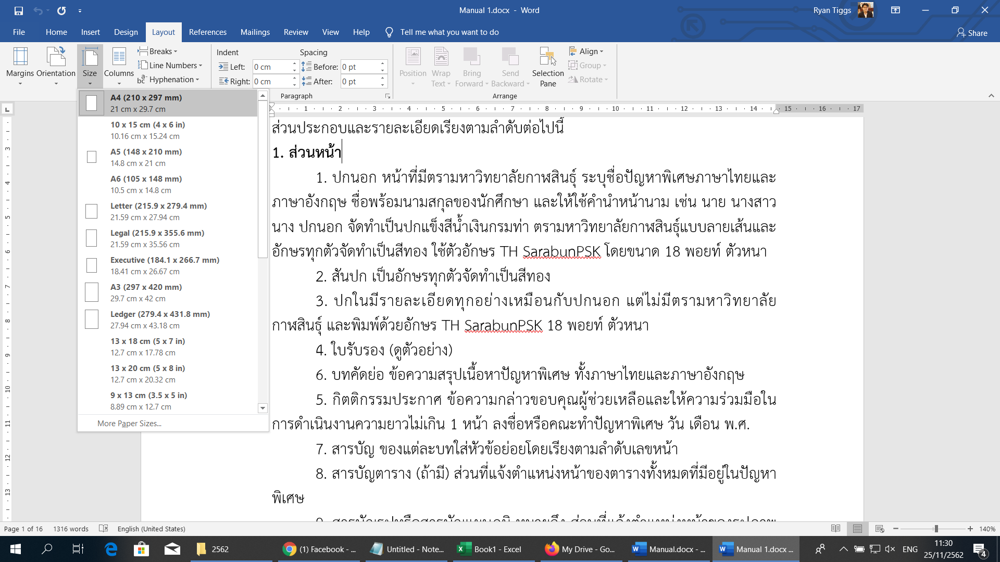 Manual 1.docx - Word
Ryan Tiggs
File
Home
Insert
Design
Layout
References
Mailings
Review
View
Help
Tell me what you want to do
Share
Margins
Orientation
Size
Columns
Breaks
Line Numbers
Hyphenation
Indent
Left: 0 cm
Right: 0 cm
Spacing
Before: 0 pt
After: 0 pt
Paragraph
Position
Wrap Text
Bring Forward
Send Backward
Selection Pane
Align
Group
Rotate
Arrange
A4 (210 x 297 mm)
21 cm x 29.7 cm
10 x 15 cm (4 x 6 in)
10.16 cm x 15.24 cm
A5 (148 x 210 mm)
14.8 cm x 21 cm
A6 (105 x 148 mm)
10.5 cm x 14.8 cm
Letter (215.9 x 279.4 mm)
21.59 cm x 27.94 cm
Legal (215.9 x 355.6 mm)
21.59 cm x 35.56 cm
Executive (184.1 x 266.7 mm)
18.41 cm x 26.67 cm
A3 (297 x 420 mm)
29.7 cm x 42 cm
Ledger (279.4 x 431.8 mm)
27.94 cm x 43.18 cm
13 x 18 cm (5 x 7 in)
12.7 cm x 17.78 cm
13 x 20 cm (5 x 8 in)
12.7 cm x 20.32 cm
9 x 13 cm (3.5 x 5 in)
8.89 cm x 12.7 cm
More Paper Sizes...
1 2 3 4 5 6 7 8 9 10 11 12 13 14 15 16 17
3 4 5 6 7 8 9 10 11 12 13
ส่วนประกอบและรายละเอียดเรียงตามลำดับต่อไปนี้
1. ส่วนหน้า
1. ปกนอก หน้าที่มีตรามหาวิทยาลัยกาฬสินธุ์ ระบุชื่อปัญหาพิเศษภาษาไทยและ
ภาษาอังกฤษ ชื่อพร้อมนามสกุลของนักศึกษา และให้ใช้คำนำหน้านาม เช่น นาย นางสาว
นาง ปกนอก จัดทำเป็นปกแข็งสีน้ำเงินกรมท่า ตรามหาวิทยาลัยกาฬสินธุ์แบบลายเส้นและ
อักษรทุกตัวจัดทำเป็นสีทอง ใช้ตัวอักษร TH SarabunPSK โดยขนาด 18 พอยท์ ตัวหนา
2. สันปก เป็นอักษรทุกตัวจัดทำเป็นสีทอง
3. ปกในมีรายละเอียดทุกอย่างเหมือนกับปกนอก แต่ไม่มีตรามหาวิทยาลัย
กาฬสินธุ์ และพิมพ์ด้วยอักษร TH SarabunPSK 18 พอยท์ ตัวหนา
4. ใบรับรอง (ดูตัวอย่าง)
6. บทคัดย่อ ข้อความสรุปเนื้อหาปัญหาพิเศษ ทั้งภาษาไทยและภาษาอังกฤษ
5. กิตติกรรมประกาศ ข้อความกล่าวขอบคุณผู้ช่วยเหลือและให้ความร่วมมือใน
การดำเนินงานความยาวไม่เกิน 1 หน้า ลงชื่อหรือคณะทำปัญหาพิเศษ วัน เดือน พ.ศ.
7. สารบัญ ของแต่ละบทใส่หัวข้อย่อยโดยเรียงตามลำดับเลขหน้า
8. สารบัญตาราง (ถ้ามี) ส่วนที่แจ้งตำแหน่งหน้าของตารางทั้งหมดที่มีอยู่ในปัญหา
พิเศษ
Page 1 of 16
1316 words
English (United States)
140%
2562
(1) Facebook - ...
Untitled - Note...
Book1 - Excel
My Drive - Go...
Manual.docx - ...
Manual 1.docx ...
ENG
11:30
25/11/2562
4